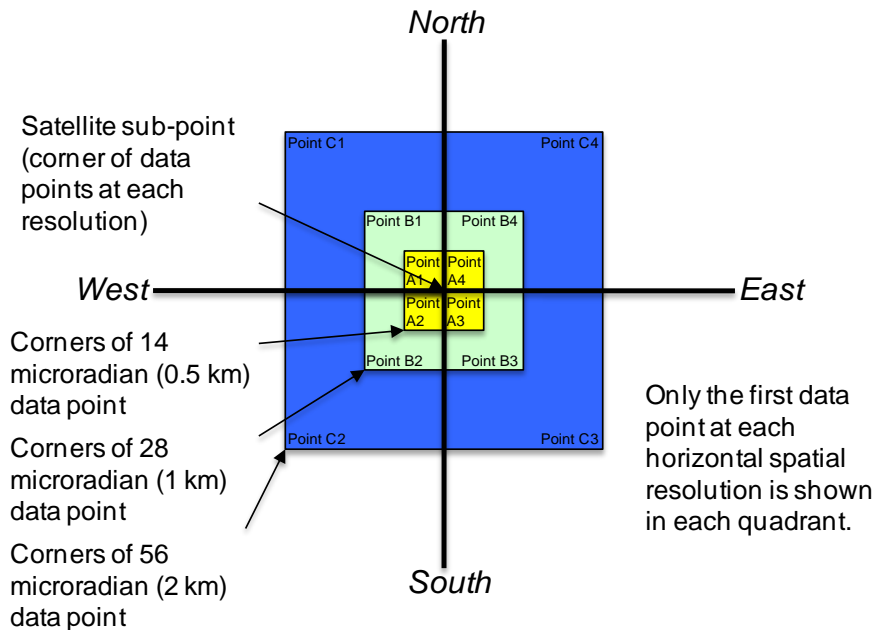 North
Satellite sub-point
(corner of data
points at each
resolution)
Point C1
Point C4
Point B1
Point B4
Point
A1
Point
A4
West
East
Point
A2
Point
A3
Corners of 14
microradian (0.5 km)
data point
Point B2
Point B3
Corners of 28
microradian (1 km)
data point
Point C2
Point C3
Only the first data
point at each
horizontal spatial
resolution is shown
in each quadrant.
Corners of 56
microradian (2 km)
data point
South